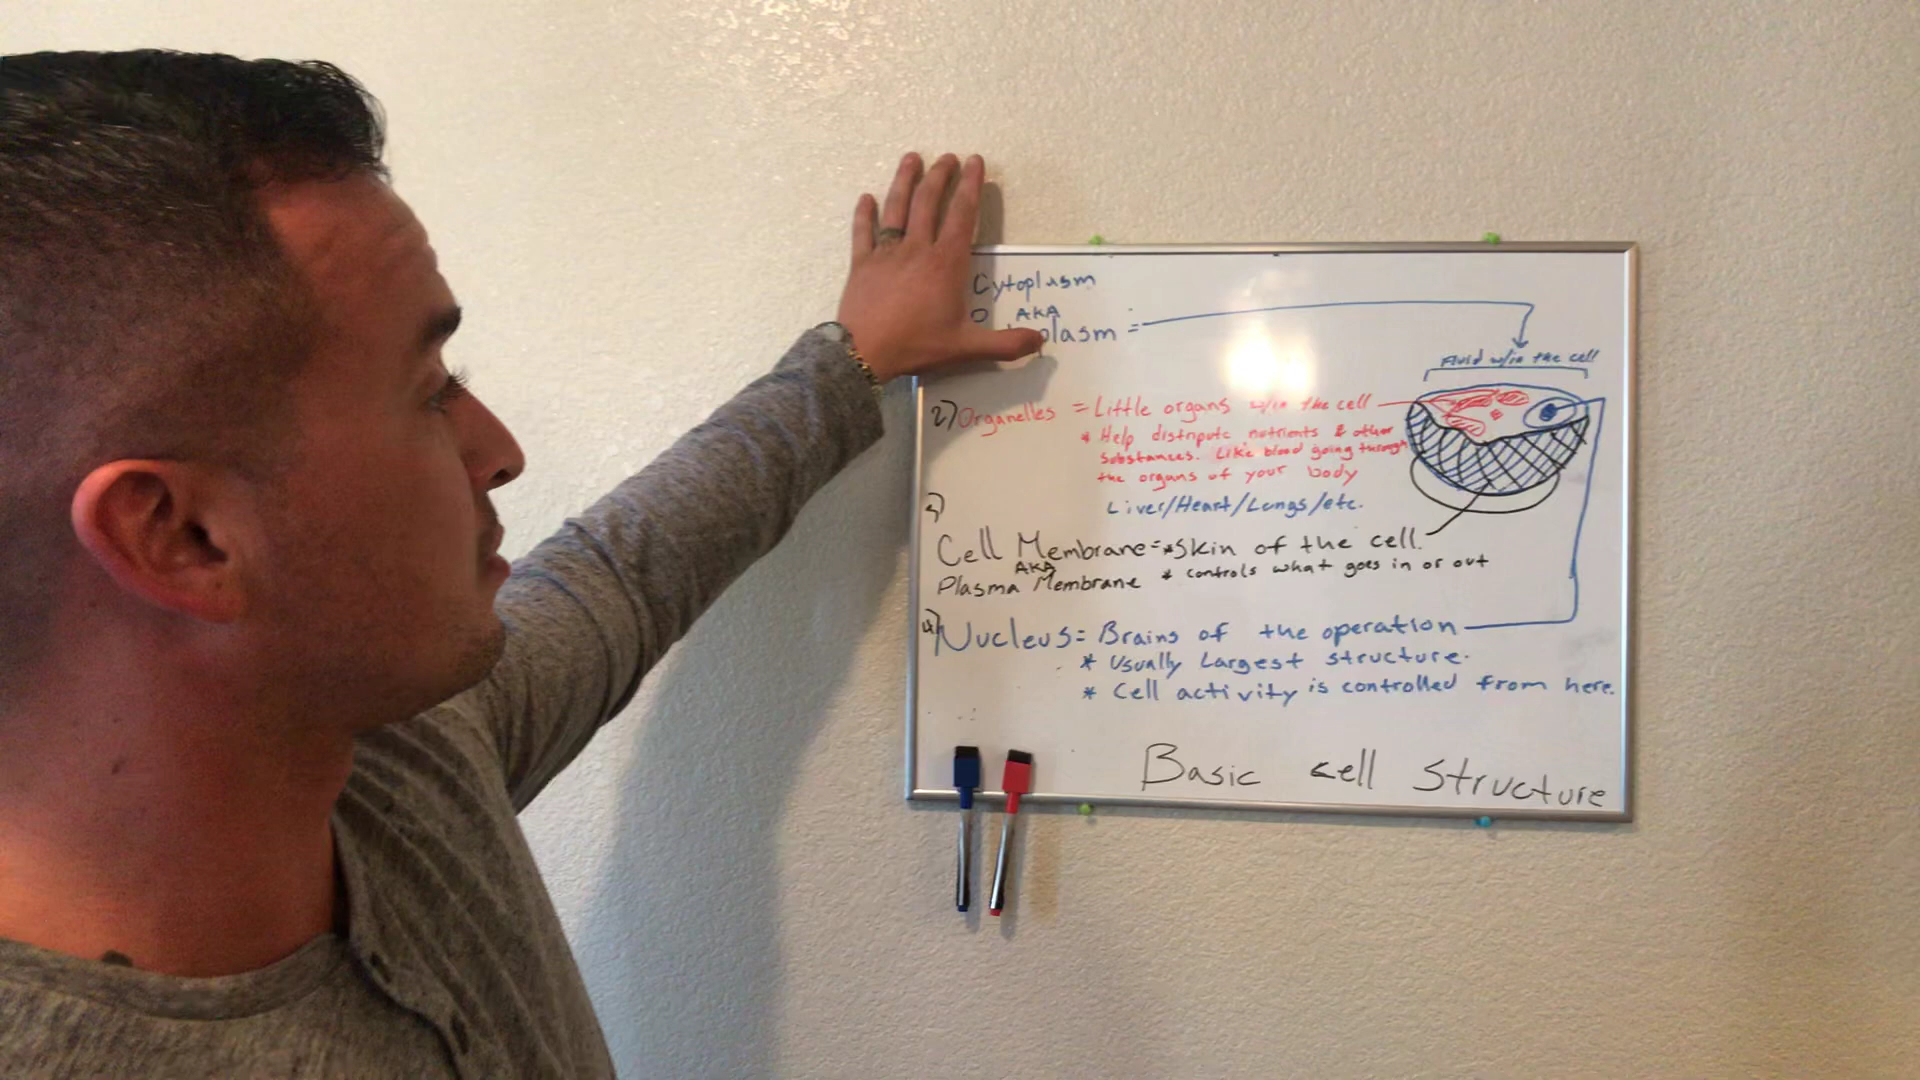 Cytoplasm
AKA
plasm =
Fluid w/in the cell
2) Organelles = Little organs w/in the cell
* Help distripute nutrients & other
substances. Like blood going through
the organs of your body
Liver/Heart/Lungs/etc.
3)
Cell Membrane = * Skin of the cell.
AKA
Plasma Membrane * controls what goes in or out
4) Nucleus = Brains of the operation
* Usually Largest structure.
* Cell activity is controlled from here.
Basic cell Structure